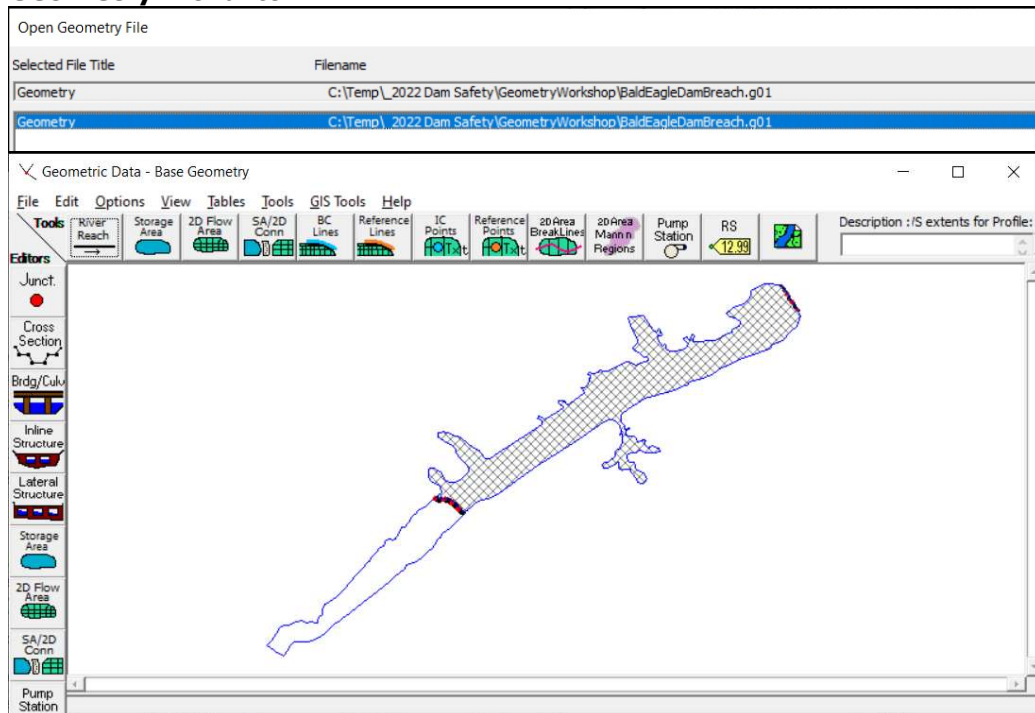 Open Geometry File
Selected File Title Filename
Geometry C:\Temp\_2022 Dam Safety\GeometryWorkshop\BaldEagleDamBreach.g01
Geometry C:\Temp\_2022 Dam Safety\GeometryWorkshop\BaldEagleDamBreach.g01
Geometric Data - Base Geometry
File Edit Options View Tables Tools GIS Tools Help
Tools
Editors
River
Reach
Storage
Area
2D Flow
Area
SA/2D
Conn
BC
Lines
Reference
Lines
IC
Points
Reference
Points
2D Area
BreakLines
2D Area
Mann n
Regions
Pump
Station
RS
12.99
Description :/S extents for Profile:
Junct.
Cross
Section
Brdg/Culv
Inline
Structure
Lateral
Structure
Storage
Area
2D Flow
Area
SA/2D
Conn
Pump
Station